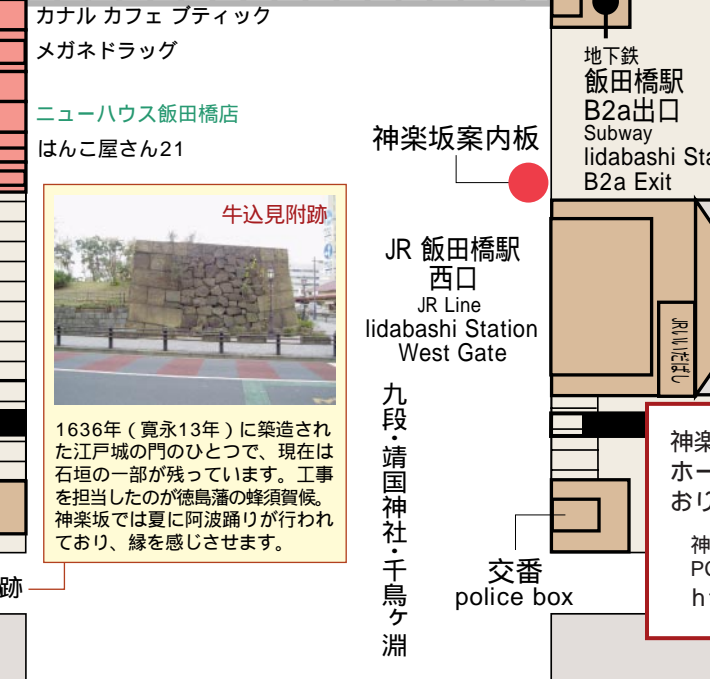 カナル カフェ ブティック
メガネドラッグ
ニューハウス飯田橋店
はんこ屋さん21
牛込見附跡
1636年（寛永13年）に築造され
た江戸城の門のひとつで、現在は
石垣の一部が残っています。工事
を担当したのが徳島藩の蜂須賀候。
神楽坂では夏に阿波踊りが行われ
ており、縁を感じさせます。
跡
神楽坂案内板
JR 飯田橋駅
西口
JR Line
Iidabashi Station
West Gate
九段・靖国神社・千鳥ヶ淵
交番
police box
地下鉄
飯田橋駅
B2a出口
Subway
Iidabashi Sta
B2a Exit
JRいいだばし
神楽
ホー
おり
神
PC
h